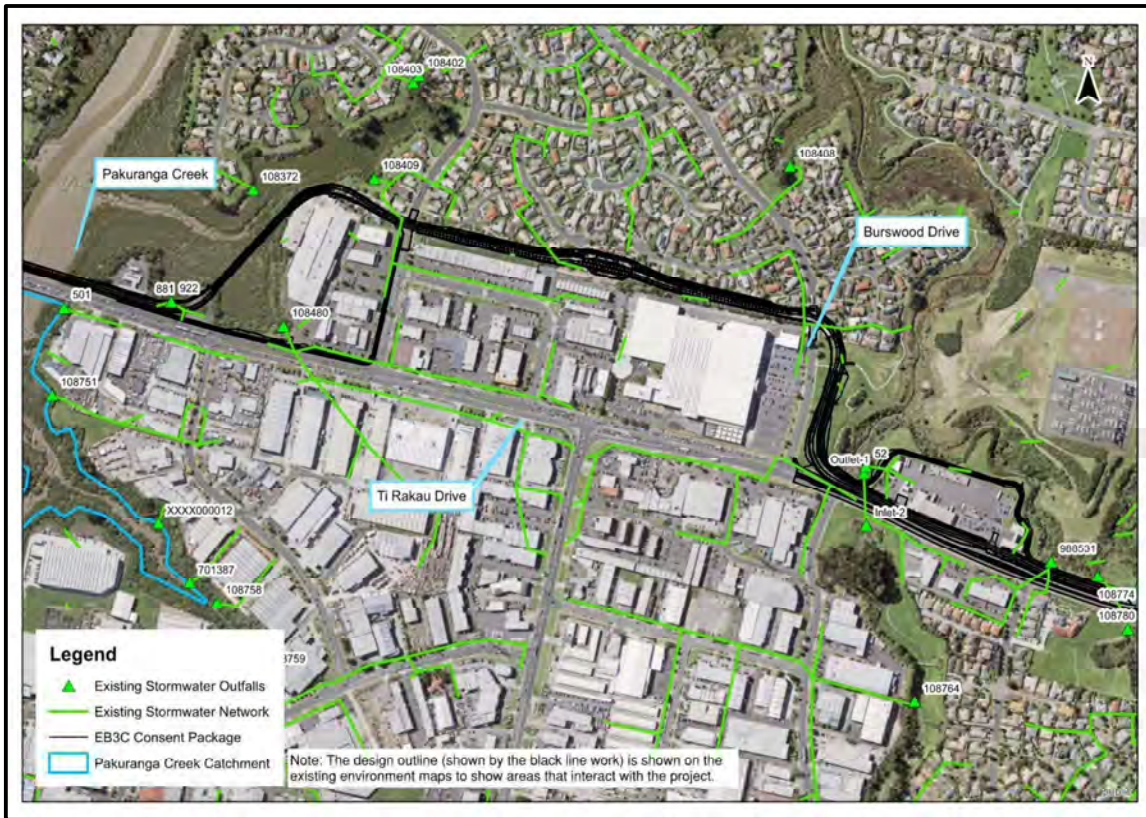 108403
108402
N
108409
108408
Pakuranga Creek
108372
Burswood Drive
881
922
501
108480
108751
Outlet-1
52
Ti Rakau Drive
Inlet-2
XXXX000012
701387
108758
108774
108780
108764
3759
Legend
Existing Stormwater Outfalls
Existing Stormwater Network
EB3C Consent Package
Pakuranga Creek Catchment
Note: The design outline (shown by the black line work) is shown on the
existing environment maps to show areas that interact with the project.